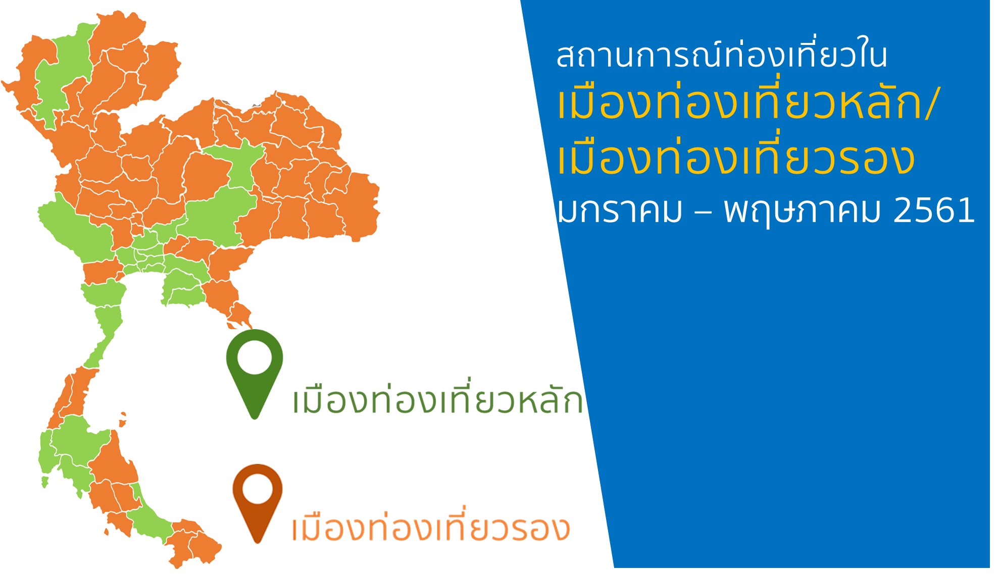 สถานการณ์ท่องเที่ยวใน
เมืองท่องเที่ยวหลัก/
เมืองท่องเที่ยวรอง
มกราคม – พฤษภาคม 2561
เมืองท่องเที่ยวหลัก
เมืองท่องเที่ยวรอง